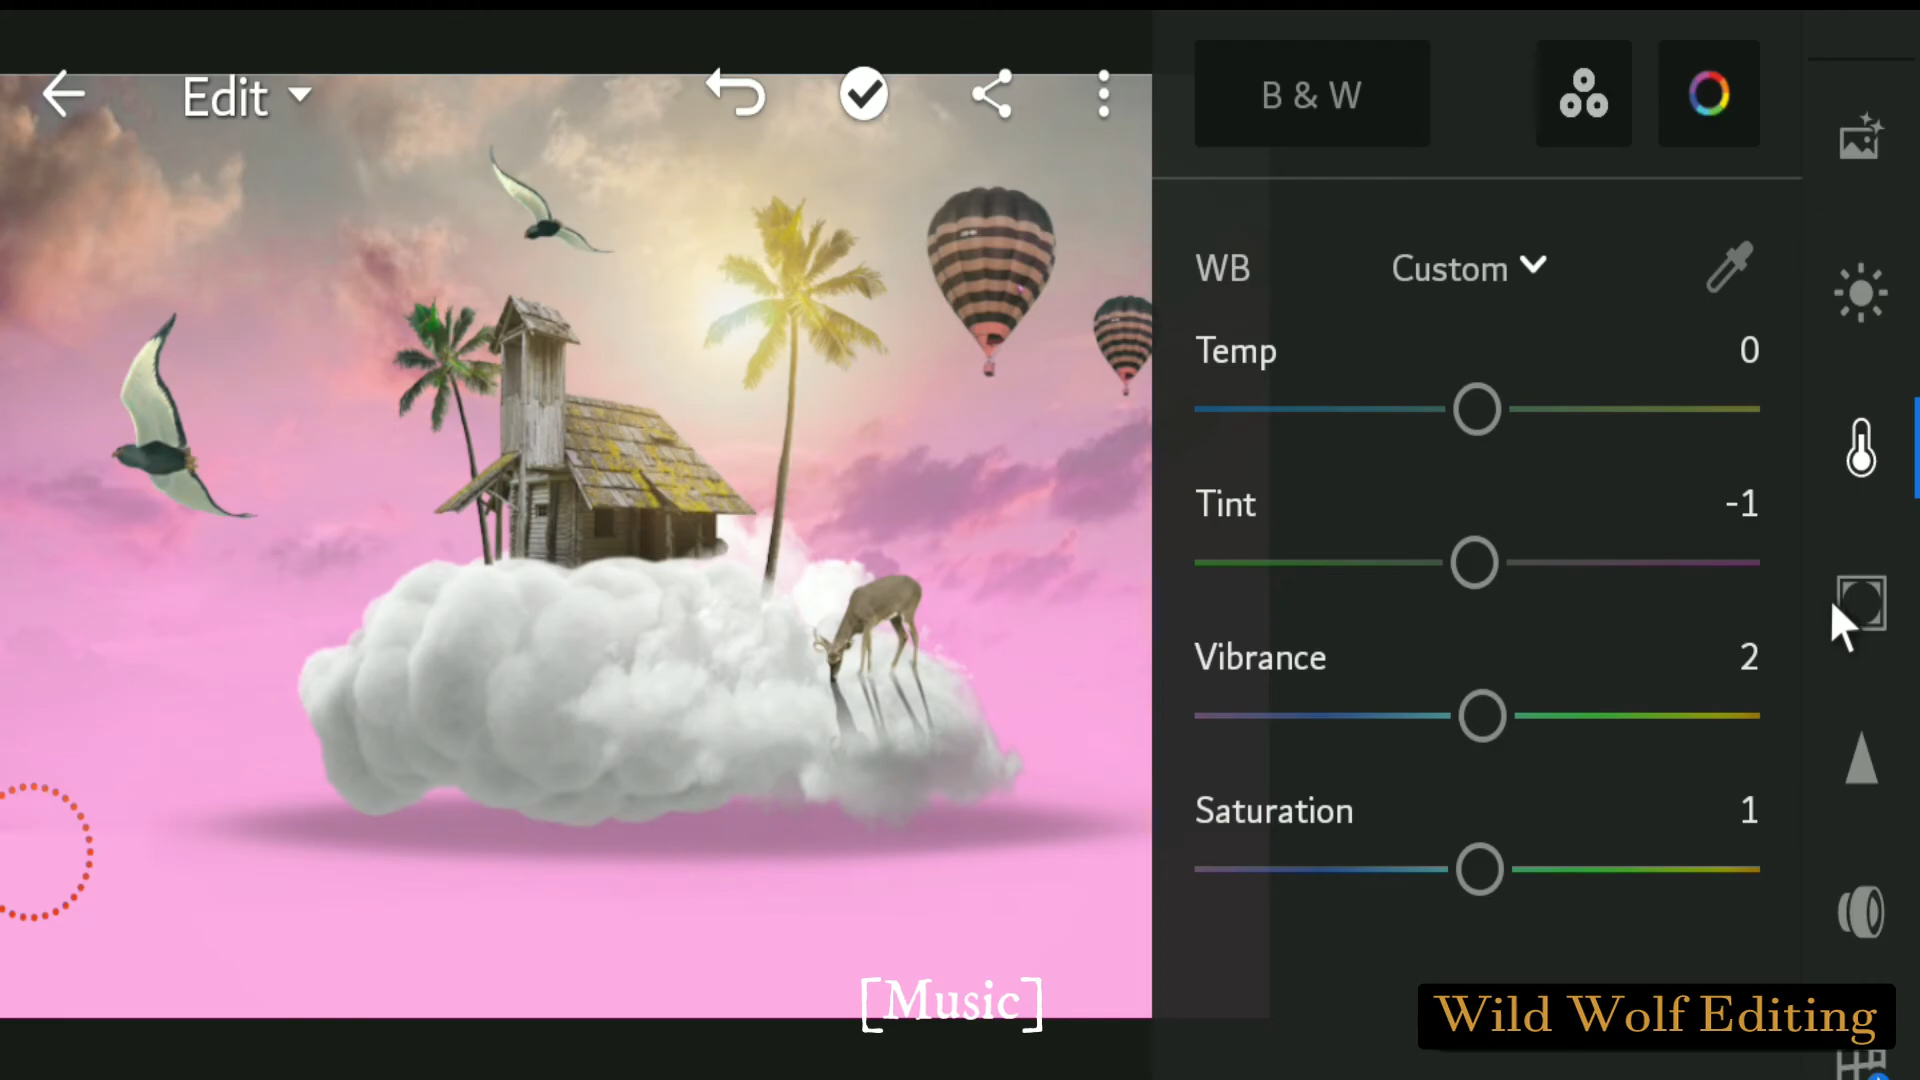 Edit
B & W
WB Custom
Temp 0
Tint -1
Vibrance 2
Saturation 1
[Music]
Wild Wolf Editing